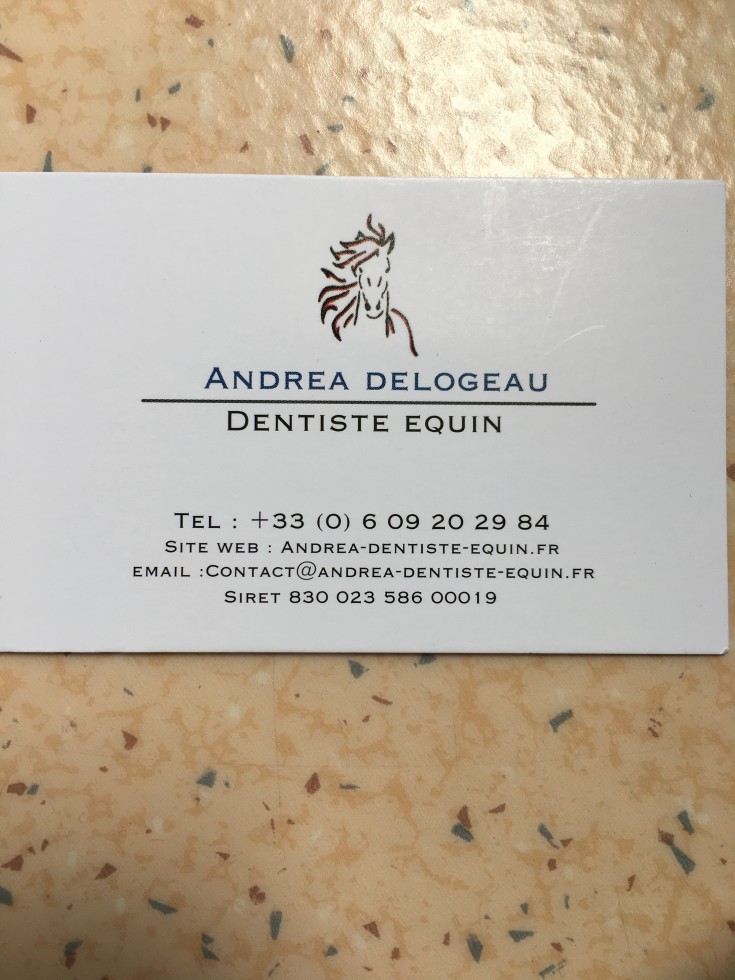 Andrea delogeau
Dentiste equin
Tel : +33 (0) 6 09 20 29 84
Site web : Andrea-dentiste-equin.fr
email :Contact@andrea-dentiste-equin.fr
Siret 830 023 586 00019